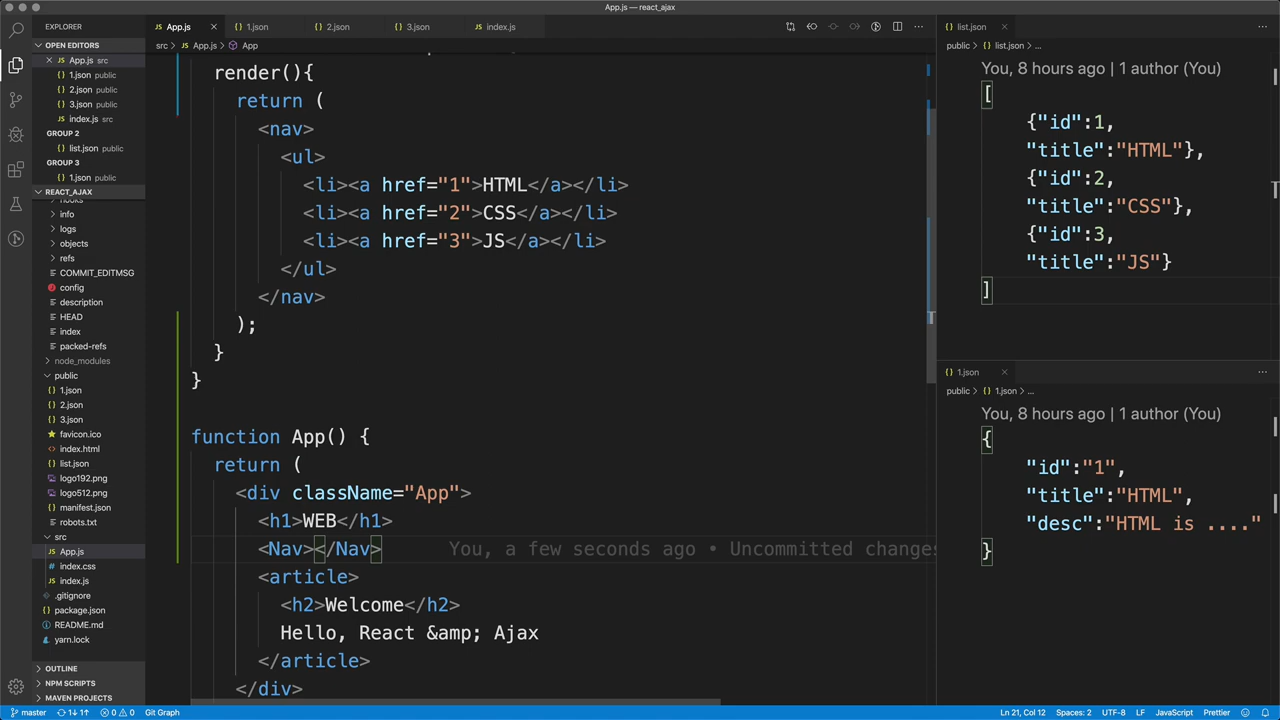 App.js — react_ajax
EXPLORER
OPEN EDITORS
App.js src
1.json public
2.json public
3.json public
index.js src
GROUP 2
list.json public
GROUP 3
1.json public
REACT_AJAX
info
logs
objects
refs
COMMIT_EDITMSG
config
description
HEAD
index
packed-refs
node_modules
public
1.json
2.json
3.json
favicon.ico
index.html
list.json
logo192.png
logo512.png
manifest.json
robots.txt
src
App.js
index.css
index.js
.gitignore
package.json
README.md
yarn.lock
OUTLINE
NPM SCRIPTS
MAVEN PROJECTS
App.js 1.json 2.json 3.json index.js
src > App.js > App
render(){
return (
<nav>
<ul>
<li><a href="1">HTML</a></li>
<li><a href="2">CSS</a></li>
<li><a href="3">JS</a></li>
</ul>
</nav>
);
}
}
function App() {
return (
<div className="App">
<h1>WEB</h1>
<Nav></Nav> You, a few seconds ago • Uncommitted changes
<article>
<h2>Welcome</h2>
Hello, React &amp; Ajax
</article>
</div>
list.json
public > list.json > ...
You, 8 hours ago | 1 author (You)
[
{"id":1,
"title":"HTML"},
{"id":2,
"title":"CSS"},
{"id":3,
"title":"JS"}
]
1.json
public > 1.json > ...
You, 8 hours ago | 1 author (You)
{
"id":"1",
"title":"HTML",
"desc":"HTML is ...."
}
master 1↓ 1↑ 0 0 Git Graph Ln 21, Col 12 Spaces: 2 UTF-8 LF JavaScript Prettier